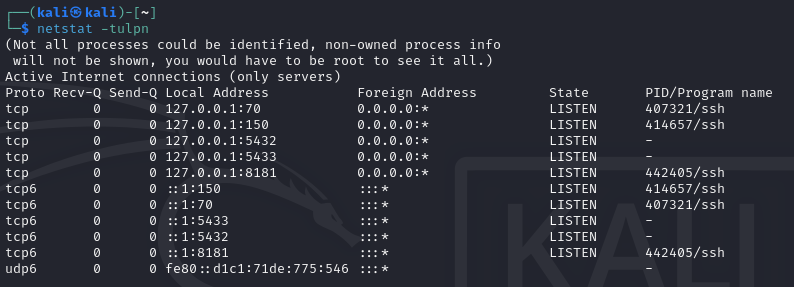 ┌──(kali㉿kali)-[~]
└─$ netstat -tulpn
(Not all processes could be identified, non-owned process info
 will not be shown, you would have to be root to see it all.)
Active Internet connections (only servers)
Proto Recv-Q Send-Q Local Address           Foreign Address         State       PID/Program name
tcp        0      0 127.0.0.1:70            0.0.0.0:*               LISTEN      407321/ssh
tcp        0      0 127.0.0.1:150           0.0.0.0:*               LISTEN      414657/ssh
tcp        0      0 127.0.0.1:5432          0.0.0.0:*               LISTEN      -
tcp        0      0 127.0.0.1:5433          0.0.0.0:*               LISTEN      -
tcp        0      0 127.0.0.1:8181          0.0.0.0:*               LISTEN      442405/ssh
tcp6       0      0 ::1:150                 :::*                    LISTEN      414657/ssh
tcp6       0      0 ::1:70                  :::*                    LISTEN      407321/ssh
tcp6       0      0 ::1:5433                :::*                    LISTEN      -
tcp6       0      0 ::1:5432                :::*                    LISTEN      -
tcp6       0      0 ::1:8181                :::*                    LISTEN      442405/ssh
udp6       0      0 fe80::d1c1:71de:775:546 :::*                                -
KALI